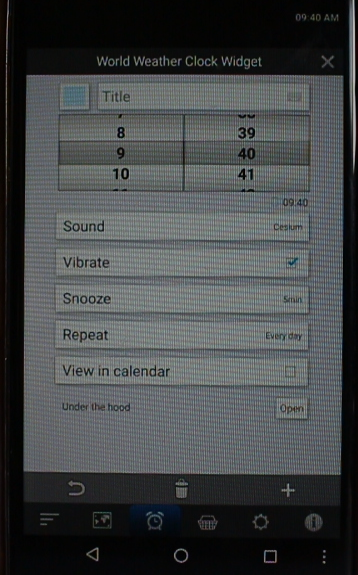 09:40 AM
World Weather Clock Widget
Title
8 39
9 40
10 41
09:40
Sound Cesium
Vibrate
Snooze 5min
Repeat Every day
View in calendar
Under the hood Open